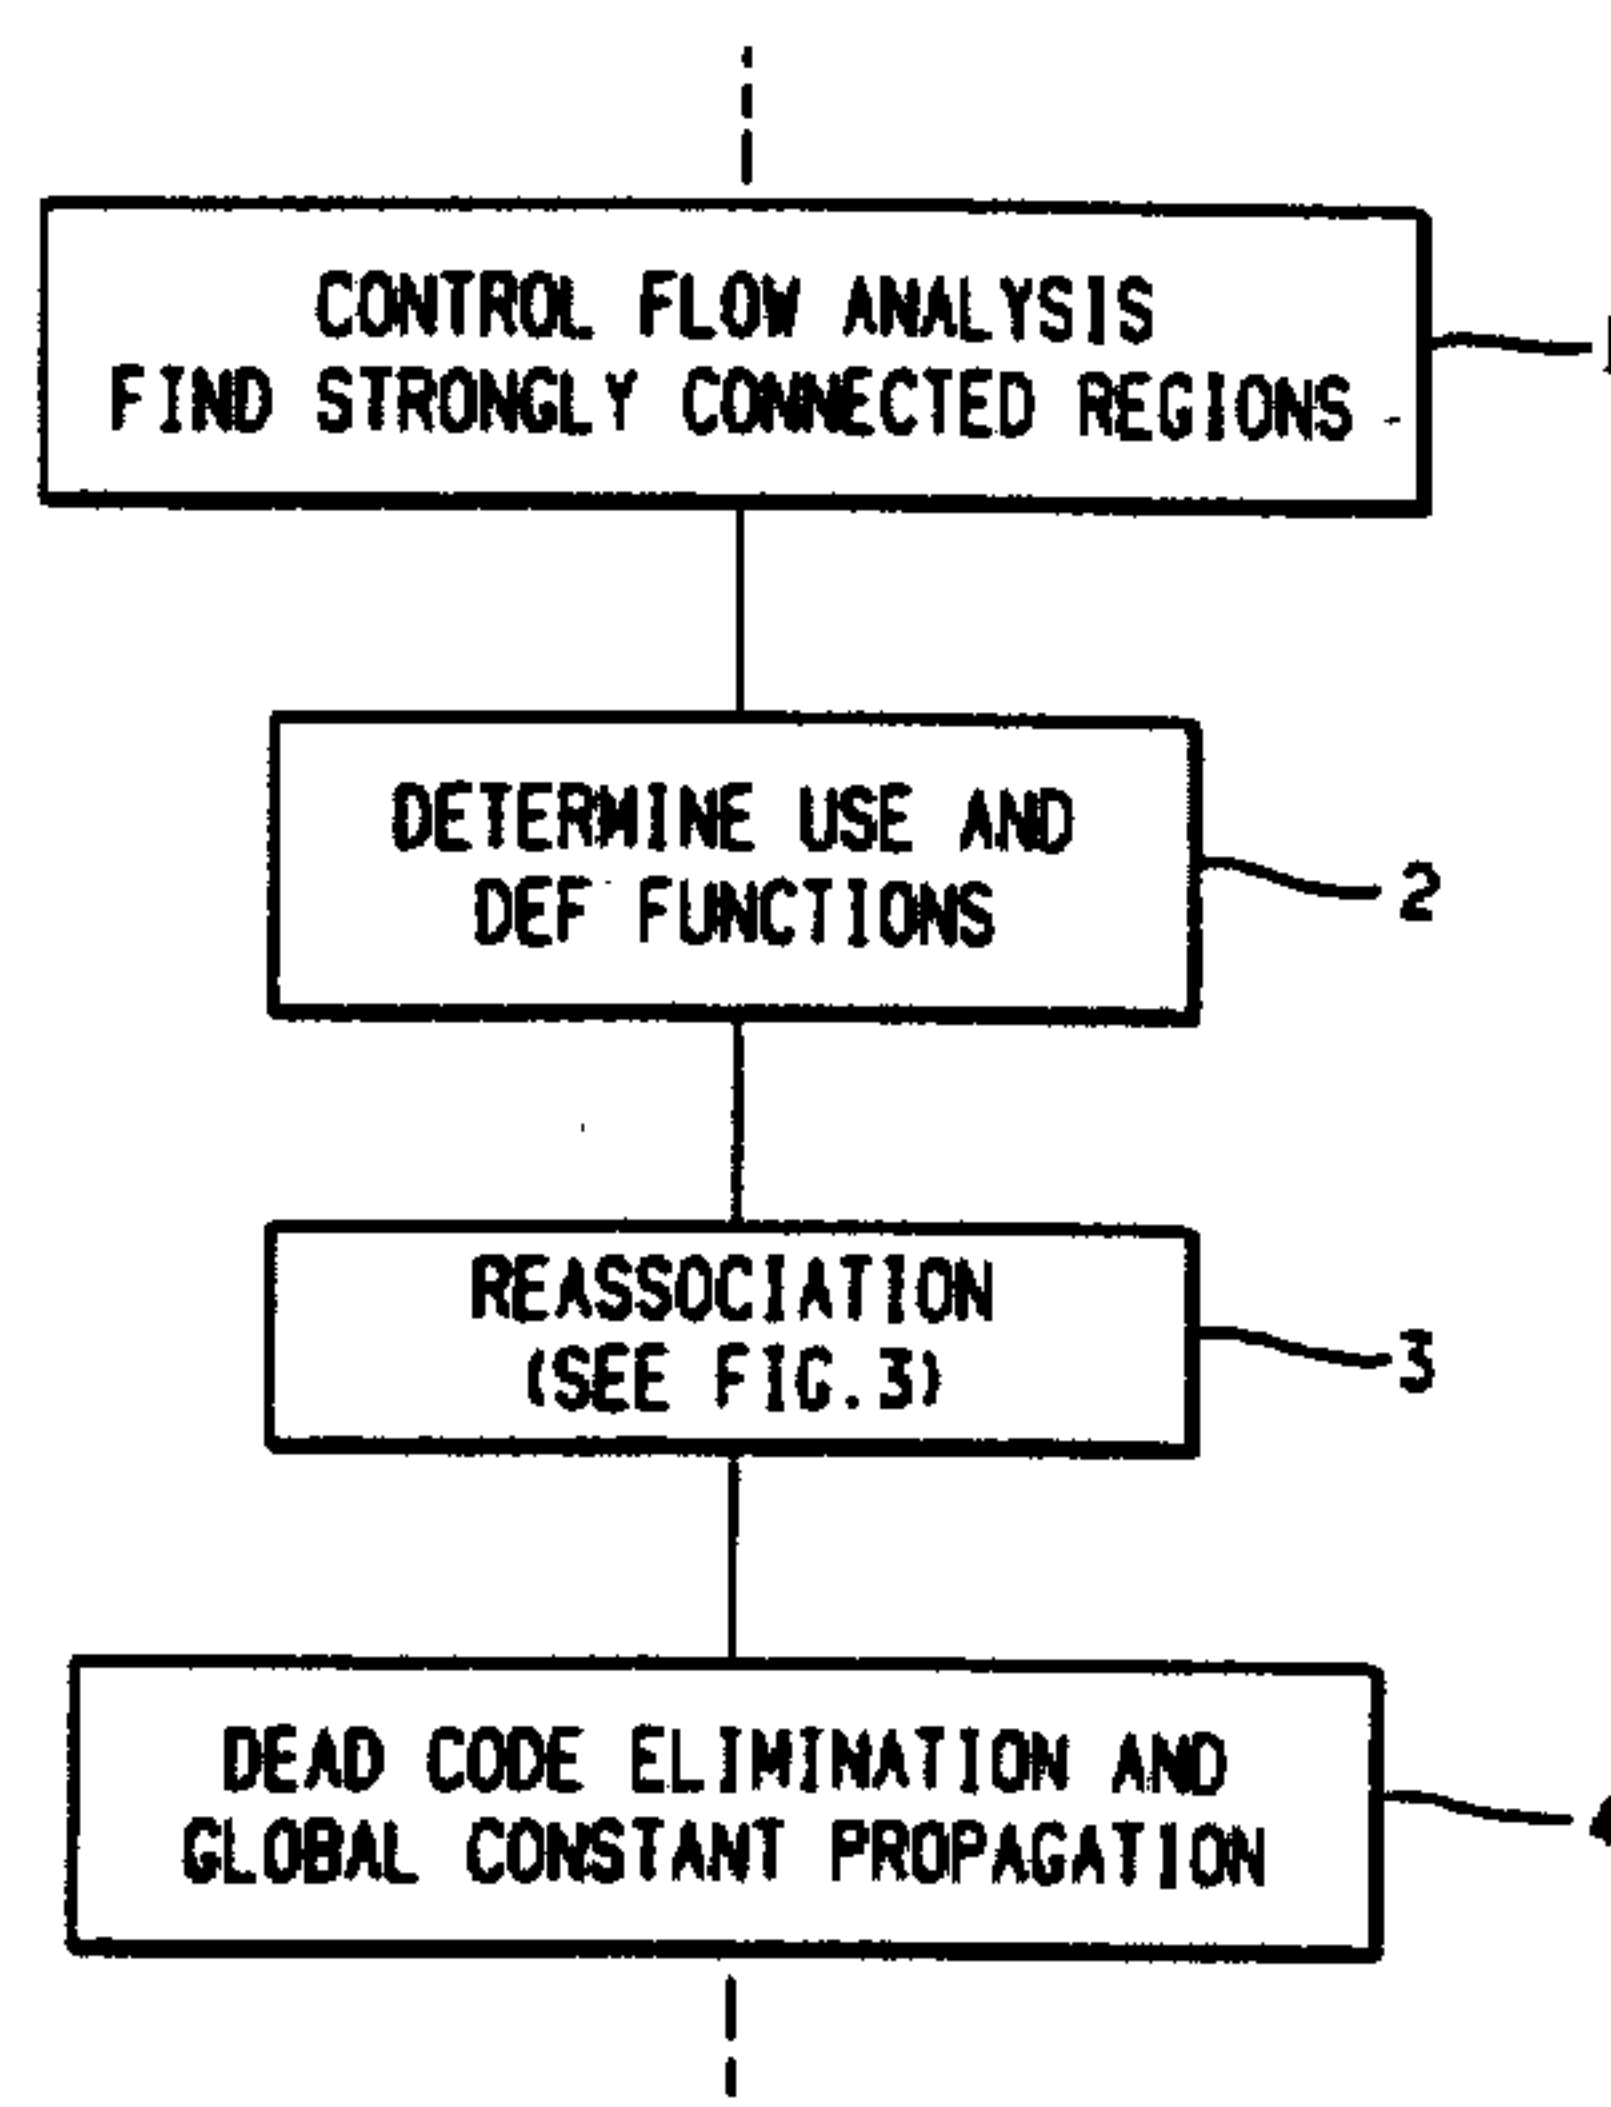 CONTROL FLOW ANALYSIS
FIND STRONGLY CONNECTED REGIONS
1
DETERMINE USE AND
DEF FUNCTIONS
2
REASSOCIATION
(SEE FIG.3)
3
DEAD CODE ELIMINATION AND
GLOBAL CONSTANT PROPAGATION